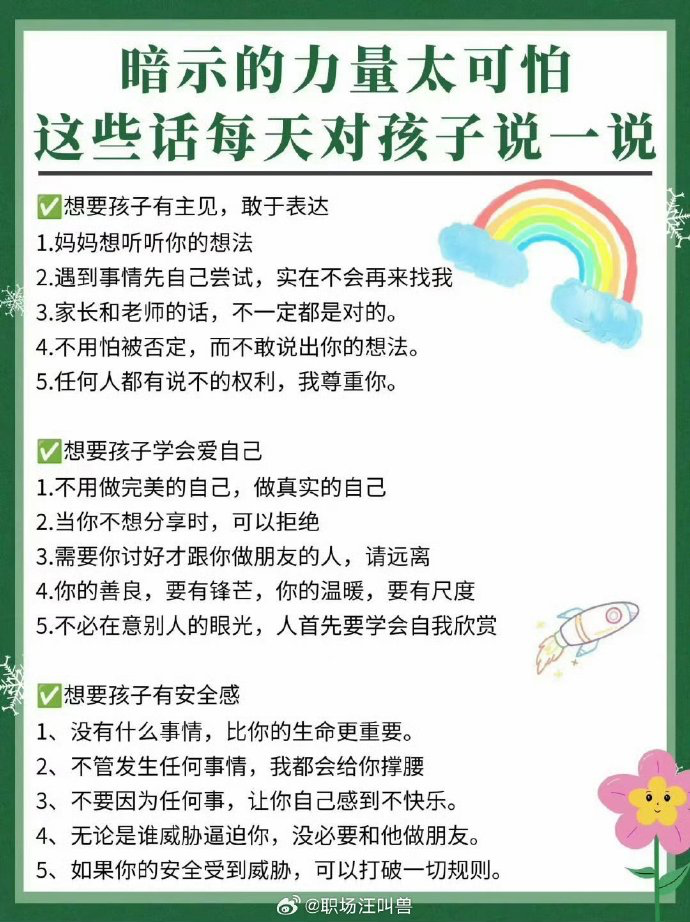 暗示的力量太可怕
这些话每天对孩子说一说
✅想要孩子有主见，敢于表达
1.妈妈想听听你的想法
2.遇到事情先自己尝试，实在不会再来找我
3.家长和老师的话，不一定都是对的。
4.不用怕被否定，而不敢说出你的想法。
5.任何人都有说不的权利，我尊重你。
✅想要孩子学会爱自己
1.不用做完美的自己，做真实的自己
2.当你不想分享时，可以拒绝
3.需要你讨好才跟你做朋友的人，请远离
4.你的善良，要有锋芒，你的温暖，要有尺度
5.不必在意别人的眼光，人首先要学会自我欣赏
✅想要孩子有安全感
1、没有什么事情，比你的生命更重要。
2、不管发生任何事情，我都会给你撑腰
3、不要因为任何事，让你自己感到不快乐。
4、无论是谁威胁逼迫你，没必要和他做朋友。
5、如果你的安全受到威胁，可以打破一切规则。
@职场汪叫兽